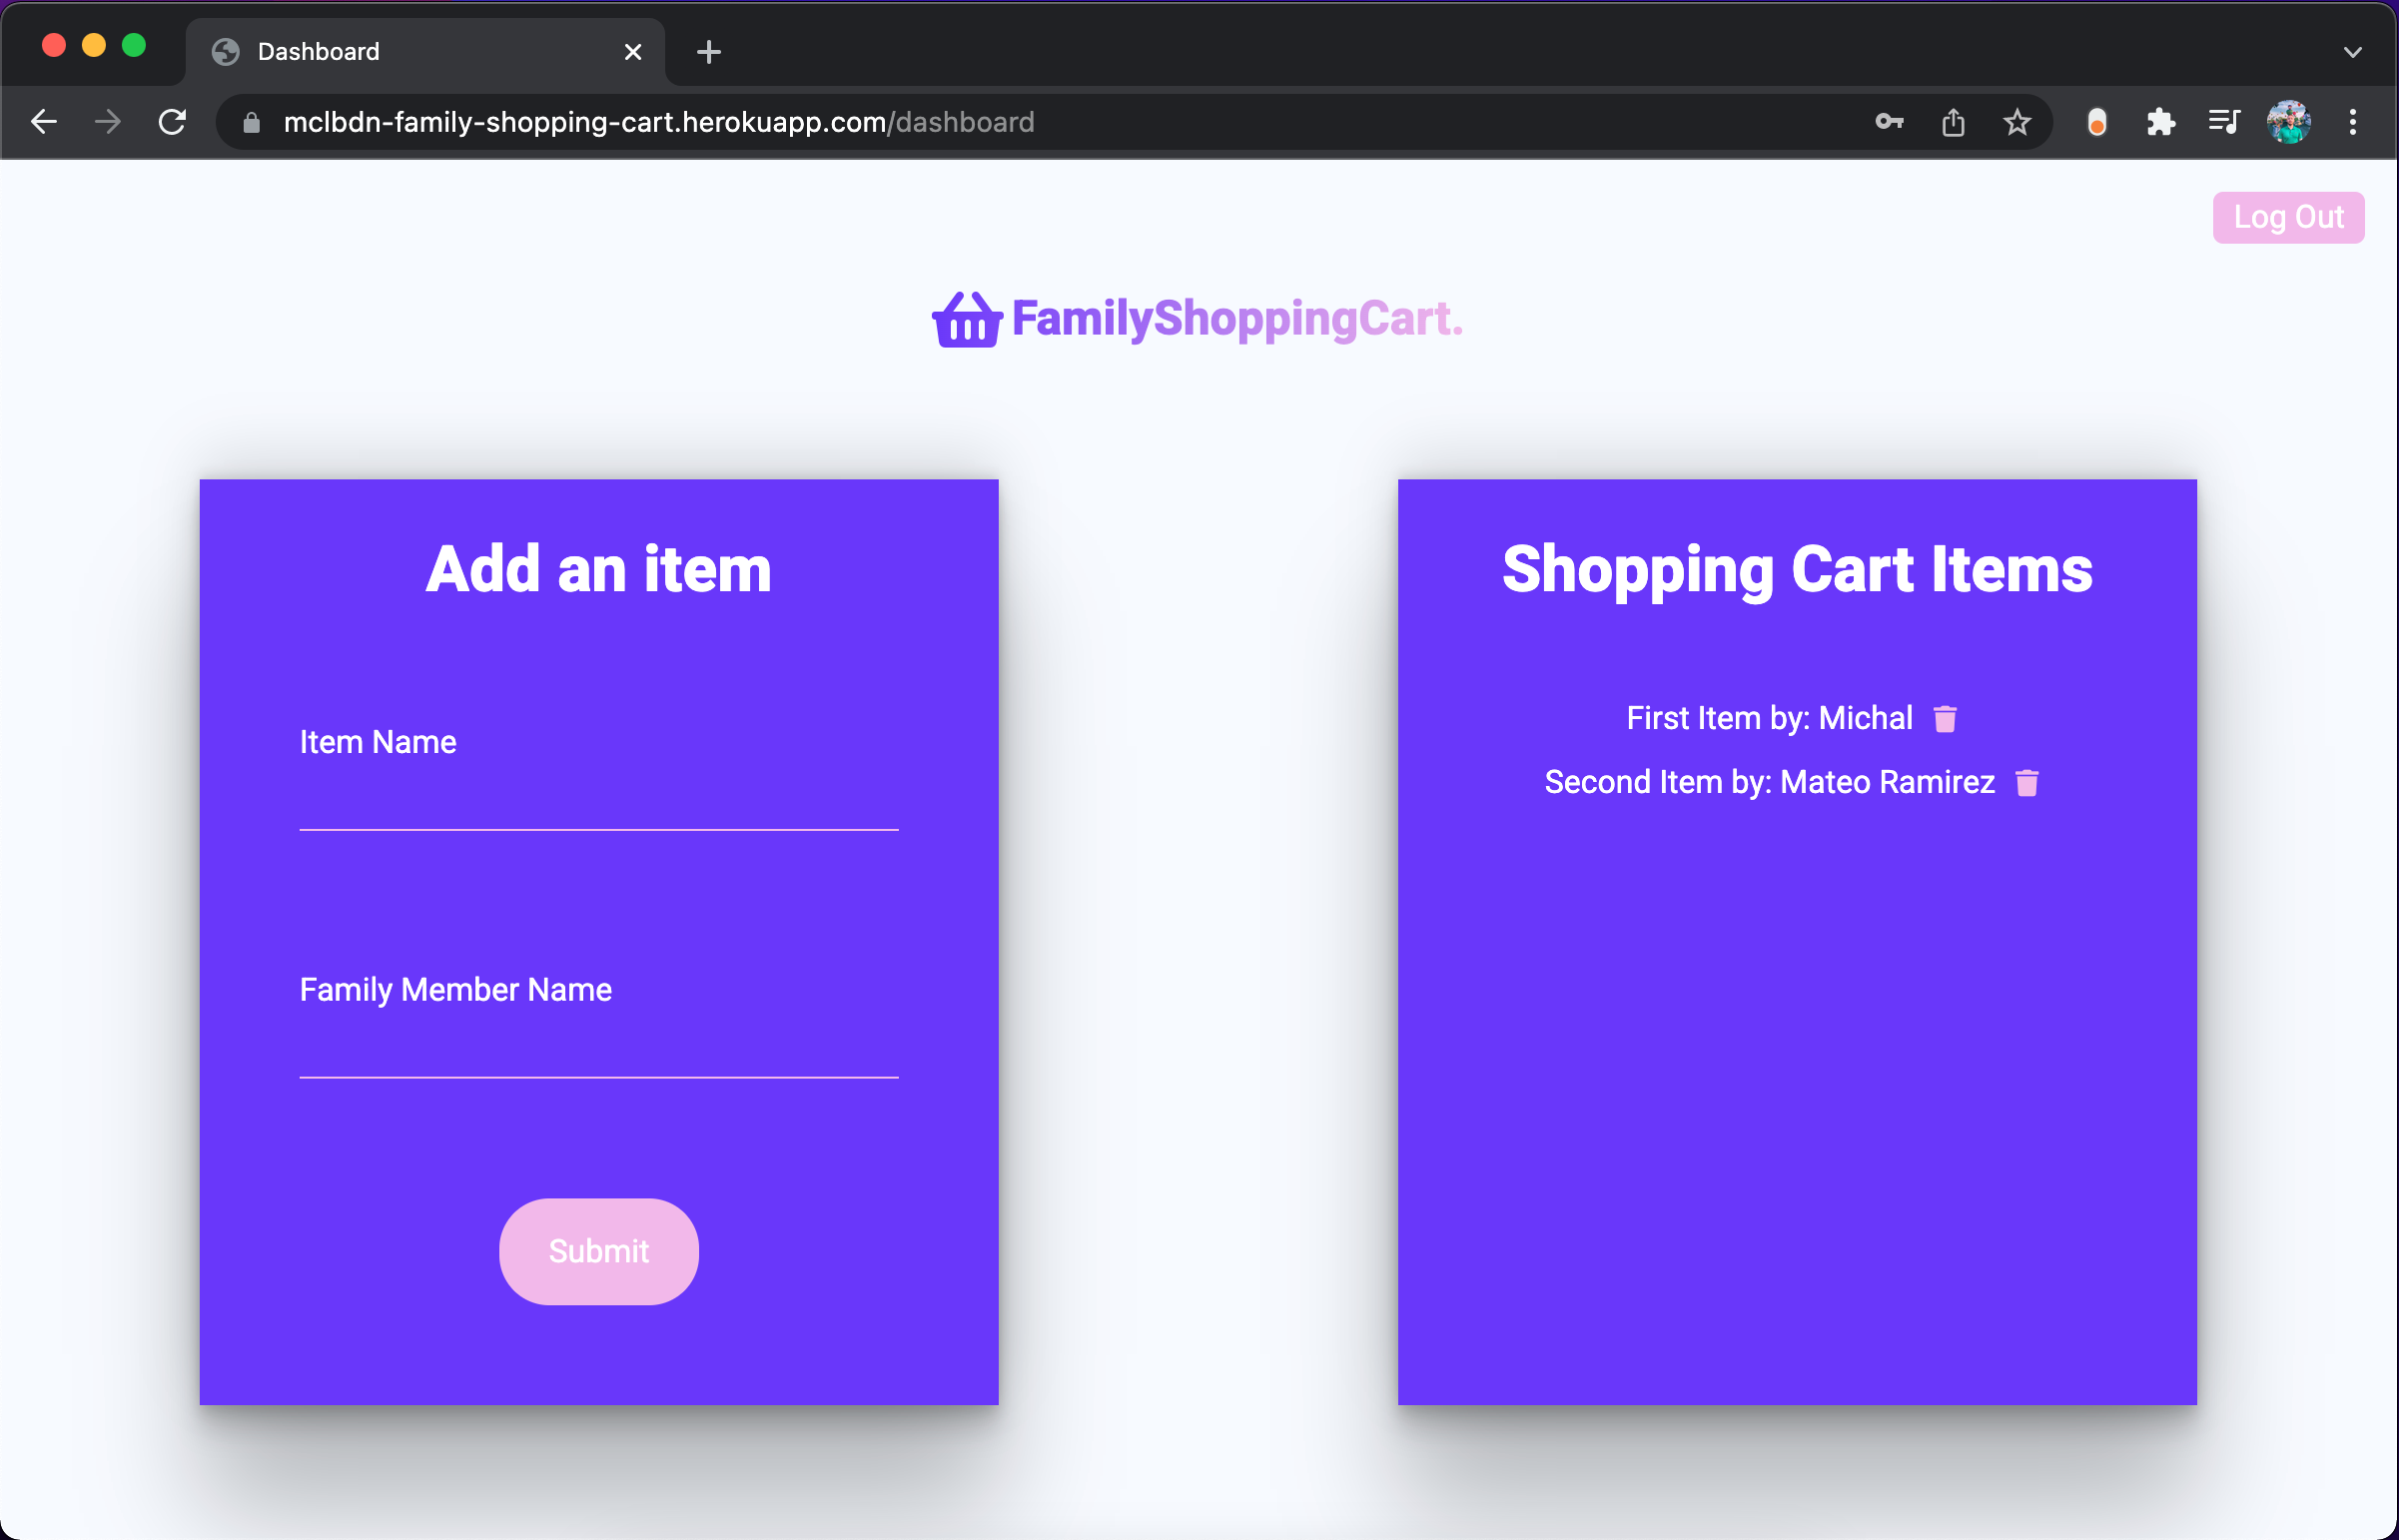 Dashboard
mclbdn-family-shopping-cart.herokuapp.com/dashboard
Log Out
FamilyShoppingCart.
Add an item
Item Name
Family Member Name
Submit
Shopping Cart Items
First Item by: Michal
Second Item by: Mateo Ramirez